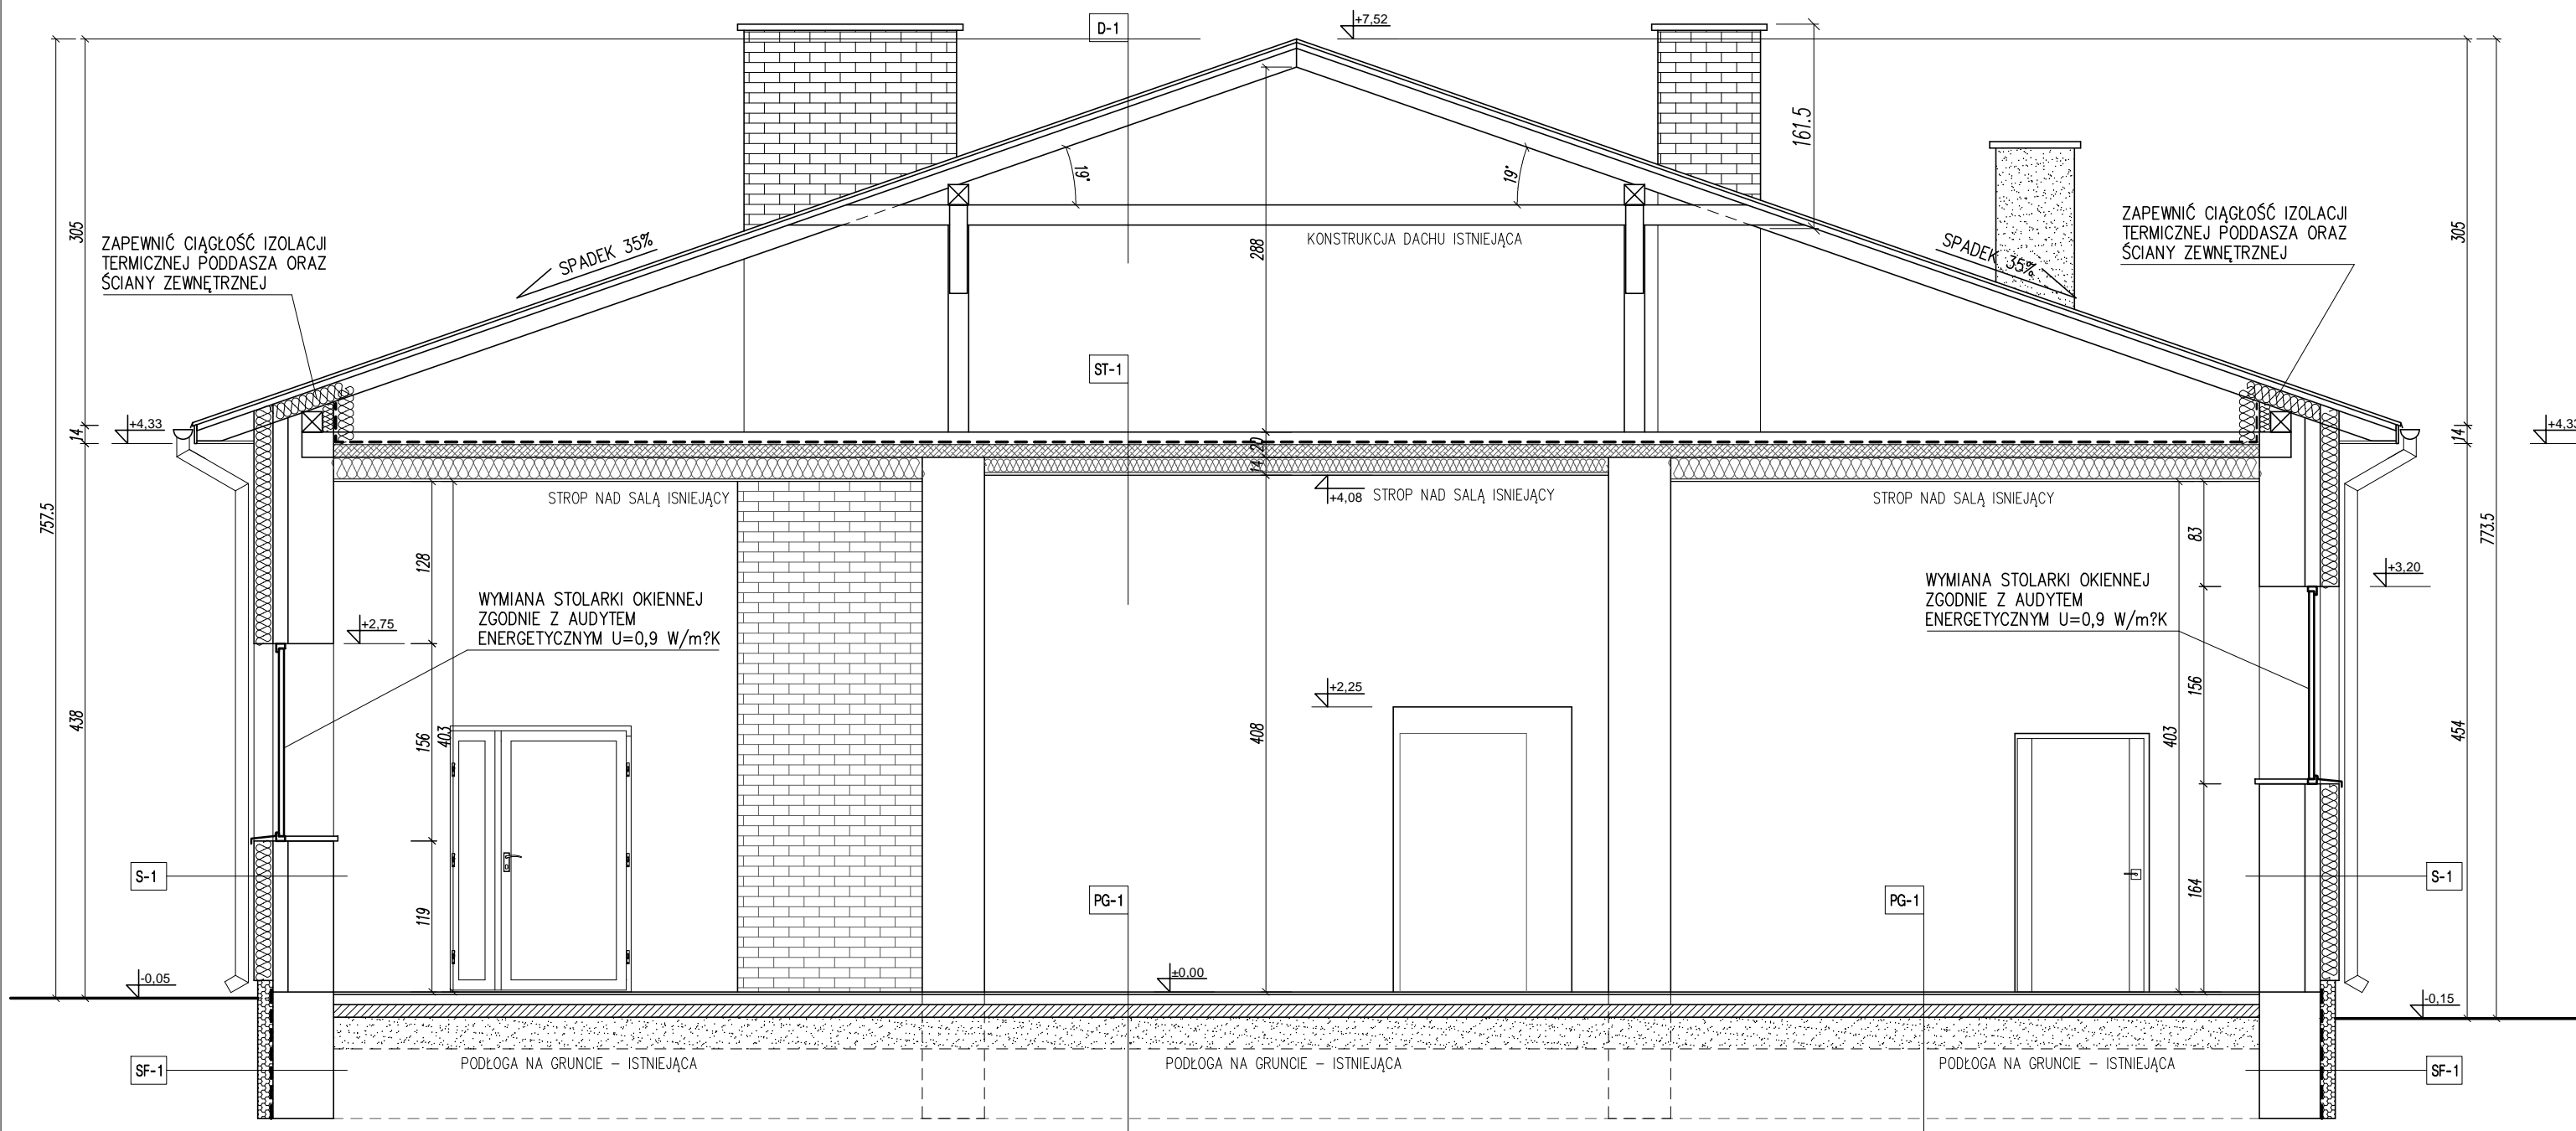 D-1
+7,52
161.5
19°
19°
305
305
ZAPEWNIĆ CIĄGŁOŚĆ IZOLACJI
TERMICZNEJ PODDASZA ORAZ
ŚCIANY ZEWNĘTRZNEJ
SPADEK 35%
288
KONSTRUKCJA DACHU ISTNIEJĄCA
SPADEK 35%
ZAPEWNIĆ CIĄGŁOŚĆ IZOLACJI
TERMICZNEJ PODDASZA ORAZ
ŚCIANY ZEWNĘTRZNEJ
ST-1
14
+4,33
14
+4,33
20
14
STROP NAD SALĄ ISNIEJĄCY
+4,08
STROP NAD SALĄ ISNIEJĄCY
STROP NAD SALĄ ISNIEJĄCY
757.5
773.5
128
83
WYMIANA STOLARKI OKIENNEJ
ZGODNIE Z AUDYTEM
ENERGETYCZNYM U=0,9 W/m?K
WYMIANA STOLARKI OKIENNEJ
ZGODNIE Z AUDYTEM
ENERGETYCZNYM U=0,9 W/m?K
+3,20
+2,75
+2,25
438
156
403
408
403
156
454
S-1
119
PG-1
PG-1
164
S-1
-0,05
±0,00
-0,15
SF-1
PODŁOGA NA GRUNCIE – ISTNIEJĄCA
PODŁOGA NA GRUNCIE – ISTNIEJĄCA
PODŁOGA NA GRUNCIE – ISTNIEJĄCA
SF-1